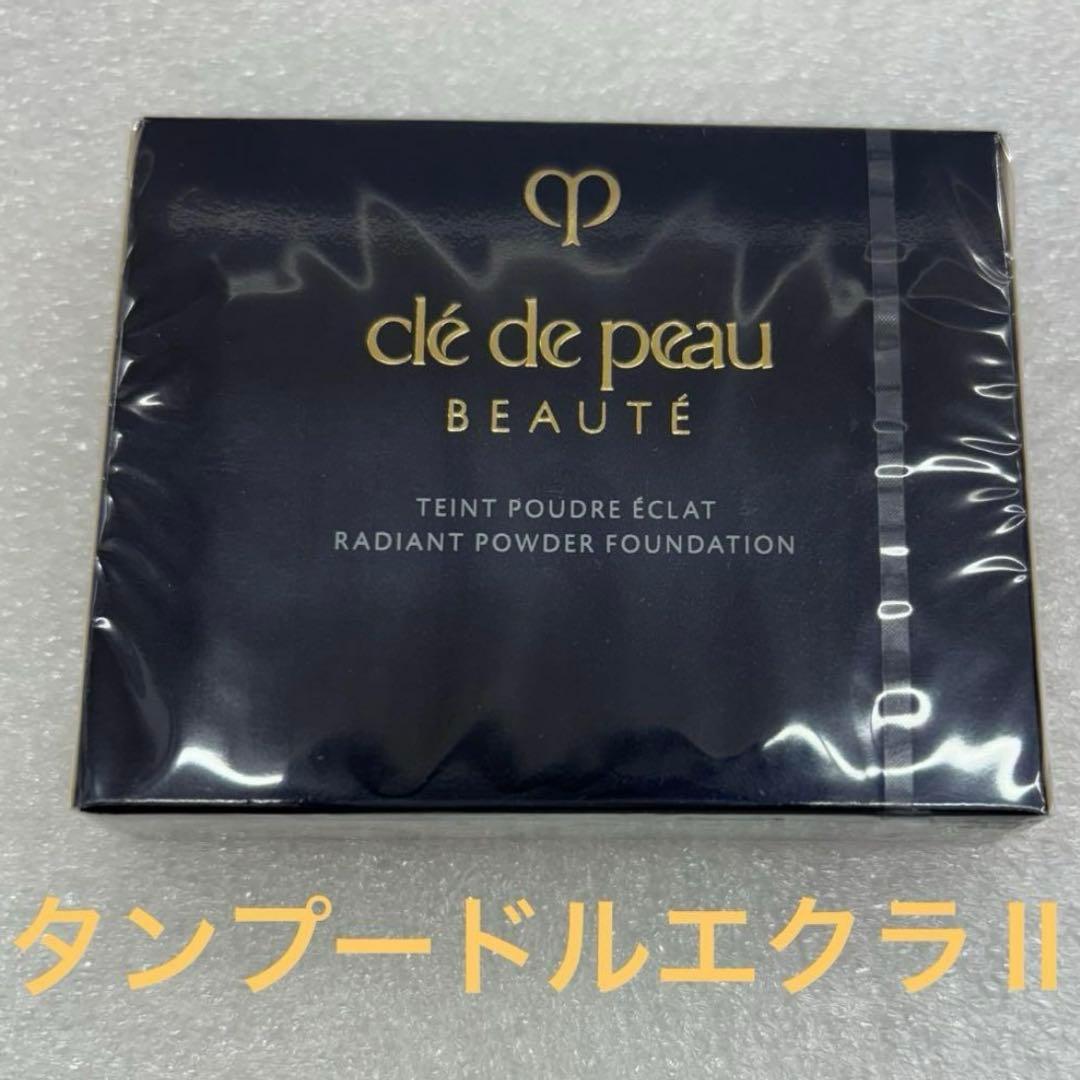 clé de peau
BEAUTÉ
TEINT POUDRE ÉCLAT
RADIANT POWDER FOUNDATION
タンプードルエクラⅡ